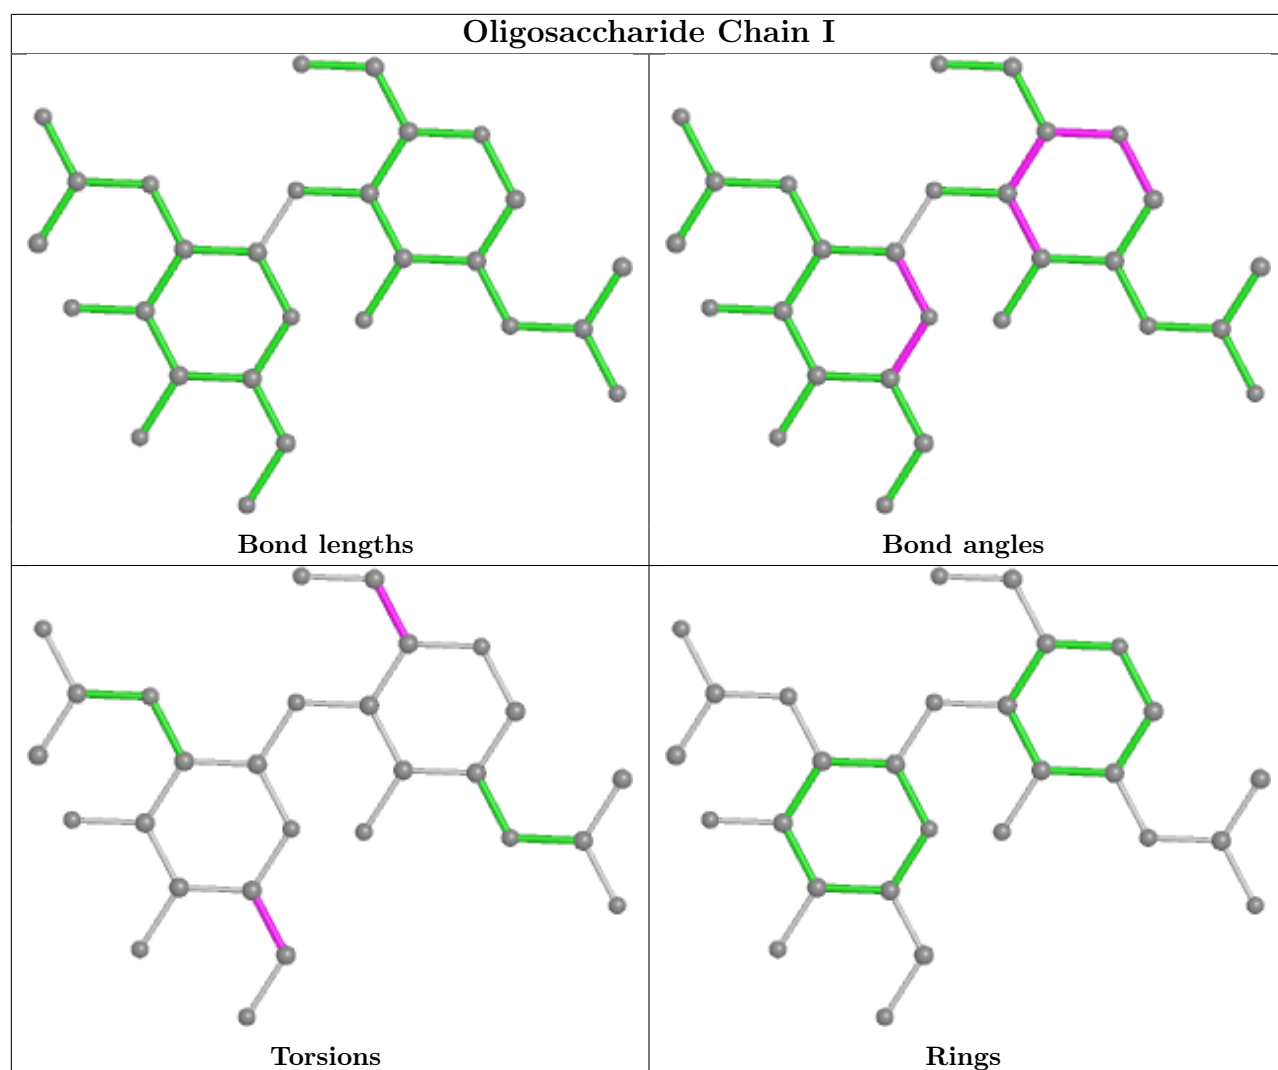 Oligosaccharide Chain I
Bond lengths
Bond angles
Torsions
Rings